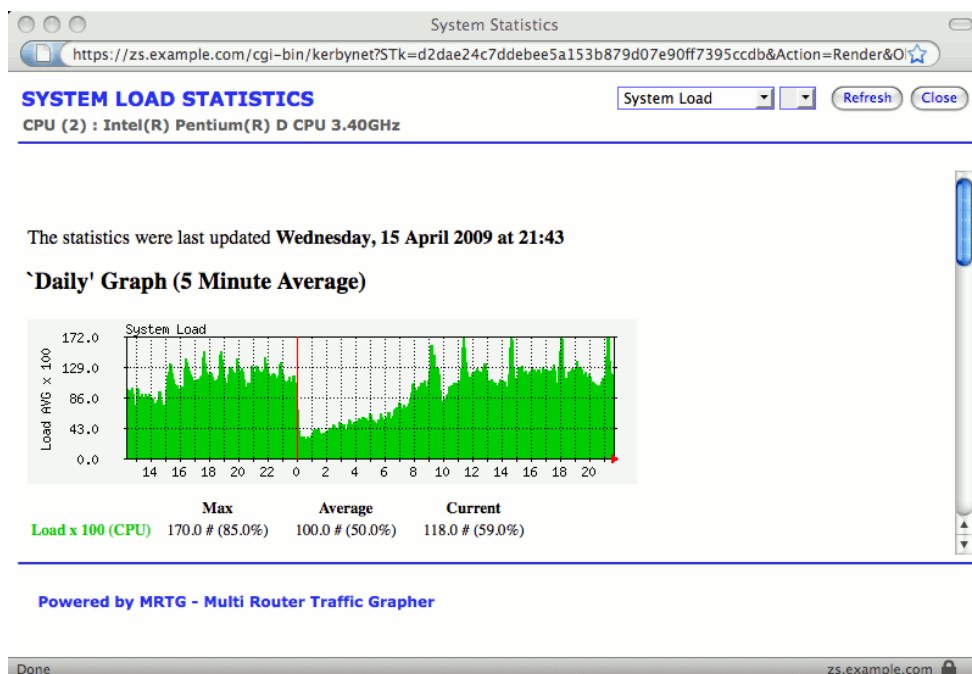 System Statistics
https://zs.example.com/cgi-bin/kerbynet?STk=d2dae24c7ddebee5a153b879d07e90ff7395ccdb&Action=Render&O
SYSTEM LOAD STATISTICS
System Load
Refresh
Close
CPU (2) : Intel(R) Pentium(R) D CPU 3.40GHz
The statistics were last updated Wednesday, 15 April 2009 at 21:43
`Daily' Graph (5 Minute Average)
System Load
Load AVG x 100
172.0
129.0
86.0
43.0
0.0
14 16 18 20 22 0 2 4 6 8 10 12 14 16 18 20
Max Average Current
Load x 100 (CPU) 170.0 # (85.0%) 100.0 # (50.0%) 118.0 # (59.0%)
Powered by MRTG - Multi Router Traffic Grapher
Done
zs.example.com